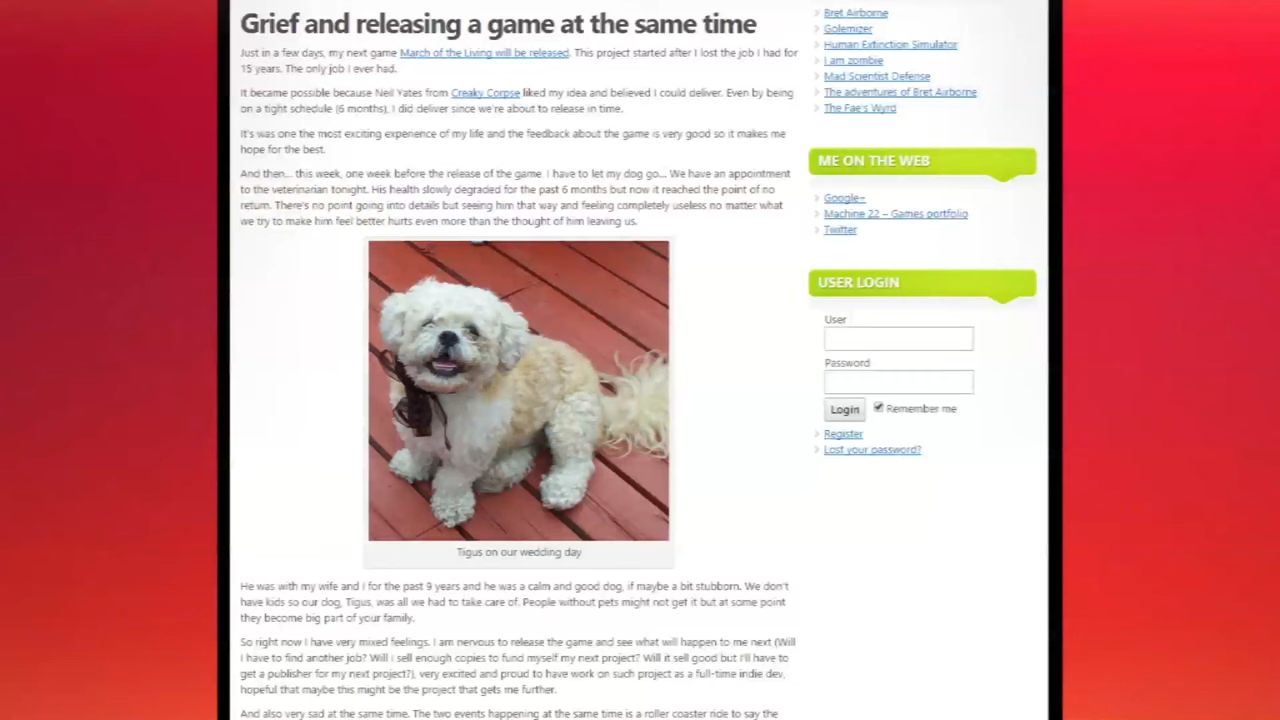 Grief and releasing a game at the same time
Just in a few days, my next game March of the Living will be released. This project started after I lost the job I had for
15 years. The only job I ever had.
It became possible because Neil Yates from Creaky Corpse liked my idea and believed I could deliver. Even by being
on a tight schedule (6 months), I did deliver since we're about to release in time.
It's was one the most exciting experience of my life and the feedback about the game is very good so it makes me
hope for the best.
And then... this week, one week before the release of the game, I have to let my dog go... We have an appointment
to the veterinarian tonight. His health slowly degraded for the past 6 months but now it reached the point of no
return. There's no point going into details but seeing him that way and feeling completely useless no matter what
we try to make him feel better hurts even more than the thought of him leaving us.
Tigus on our wedding day
He was with my wife and I for the past 9 years and he was a calm and good dog, if maybe a bit stubborn. We don't
have kids so our dog, Tigus, was all we had to take care of. People without pets might not get it but at some point
they become big part of your family.
So right now I have very mixed feelings. I am nervous to release the game and see what will happen to me next (Will
I have to find another job? Will i sell enough copies to fund myself my next project? Will it sell good but I'll have to
get a publisher for my next project?), very excited and proud to have work on such project as a full-time indie dev,
hopeful that maybe this might be the project that gets me further.
And also very sad at the same time. The two events happening at the same time is a roller coaster ride to say the
Bret Airborne
Golemizer
Human Extinction Simulator
I am zombie
Mad Scientist Defense
The adventures of Bret Airborne
The Fae's Wyrd
ME ON THE WEB
Google+
Machine 22 – Games portfolio
Twitter
USER LOGIN
User
Password
Login Remember me
Register
Lost your password?